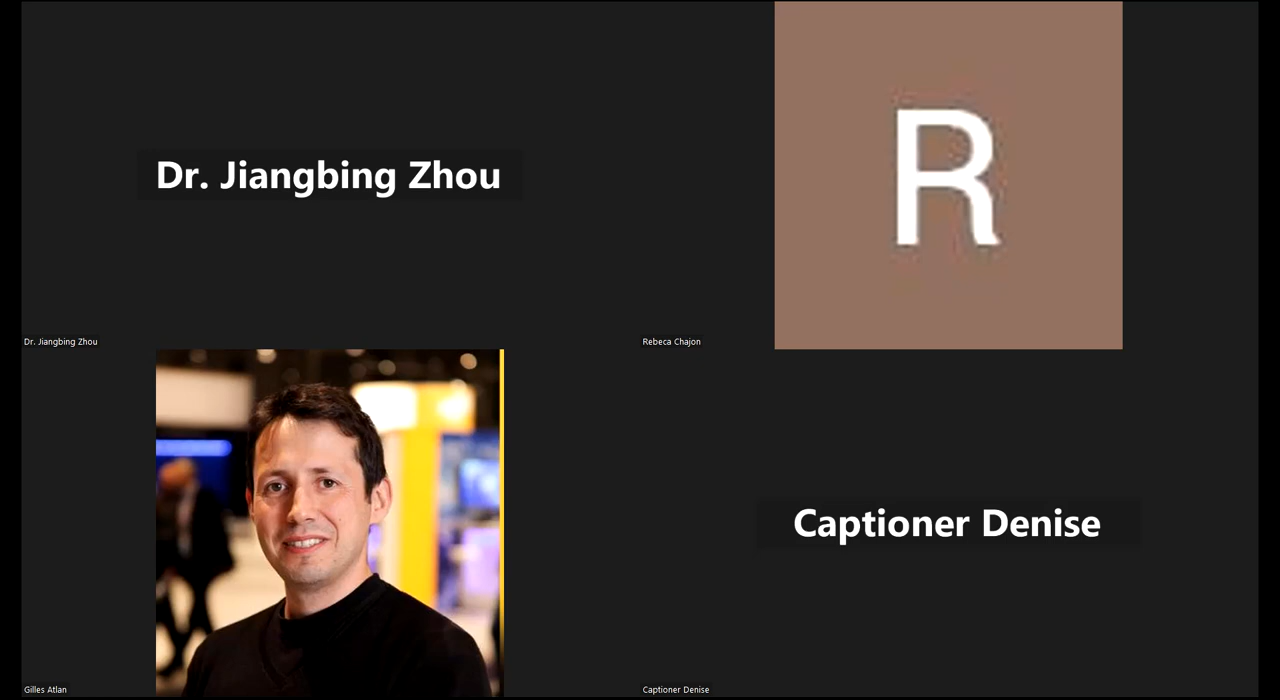 Dr. Jiangbing Zhou
R
Dr. Jiangbing Zhou
Rebeca Chajon
Captioner Denise
Gilles Atlan
Captioner Denise